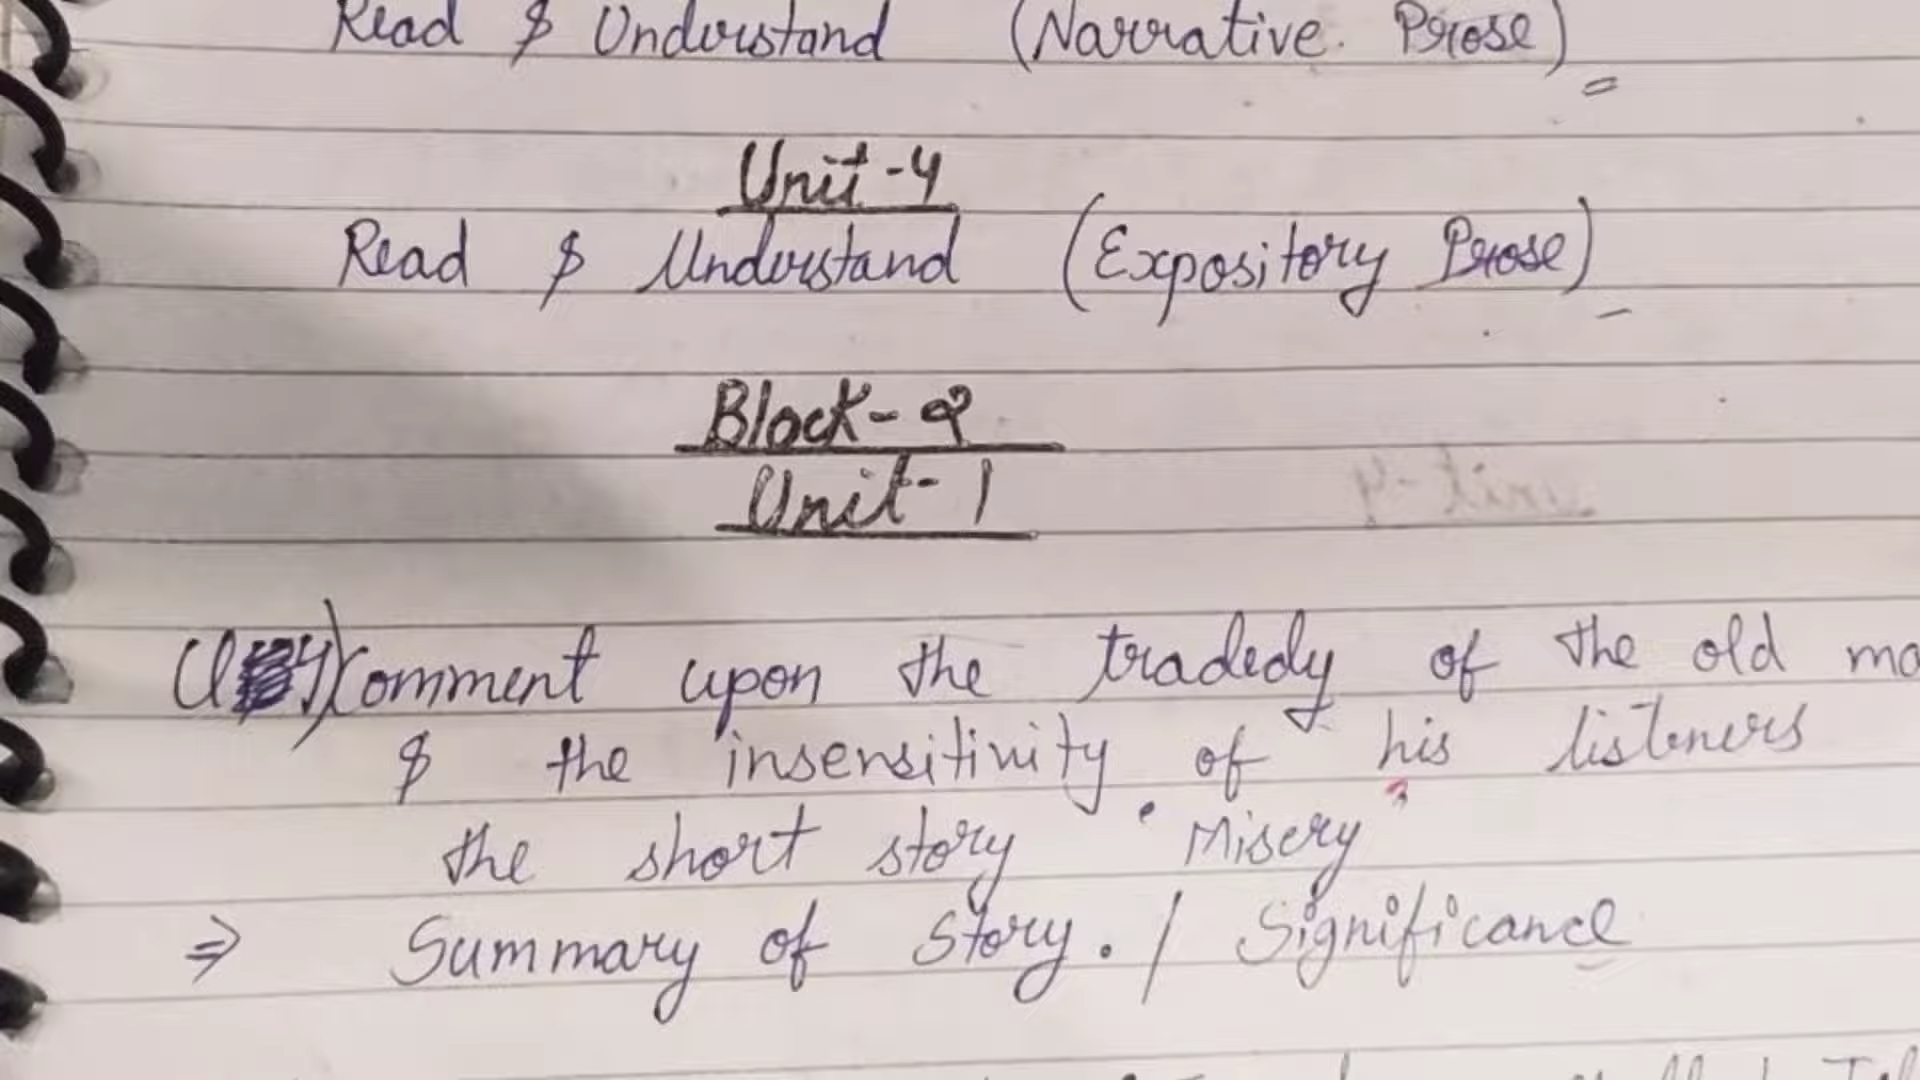 Read & Understand (Narrative Prose)
Unit-4
Read & Understand (Expository Prose)
Block-2
Unit-1
Comment upon the tradedy of the old
& the insensitivity of his listeners
the short story "Misery"
⇒ Summary of Story. / Significance